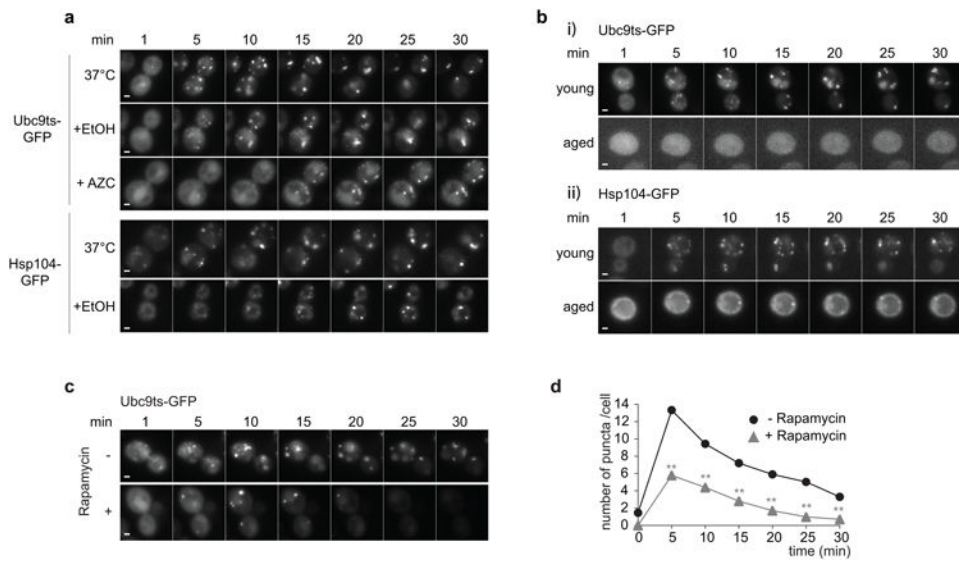 a
min 1 5 10 15 20 25 30
37°C
Ubc9ts-
GFP
+EtOH
+ AZC
37°C
Hsp104-
GFP
+EtOH
b
i) Ubc9ts-GFP
min 1 5 10 15 20 25 30
young
aged
ii) Hsp104-GFP
min 1 5 10 15 20 25 30
young
aged
c
Ubc9ts-GFP
min 1 5 10 15 20 25 30
Rapamycin
-
+
d
number of puncta /cell
14
12
10
8
6
4
2
0
- Rapamycin
+ Rapamycin
** ** ** ** ** **
0 5 10 15 20 25 30
time (min)